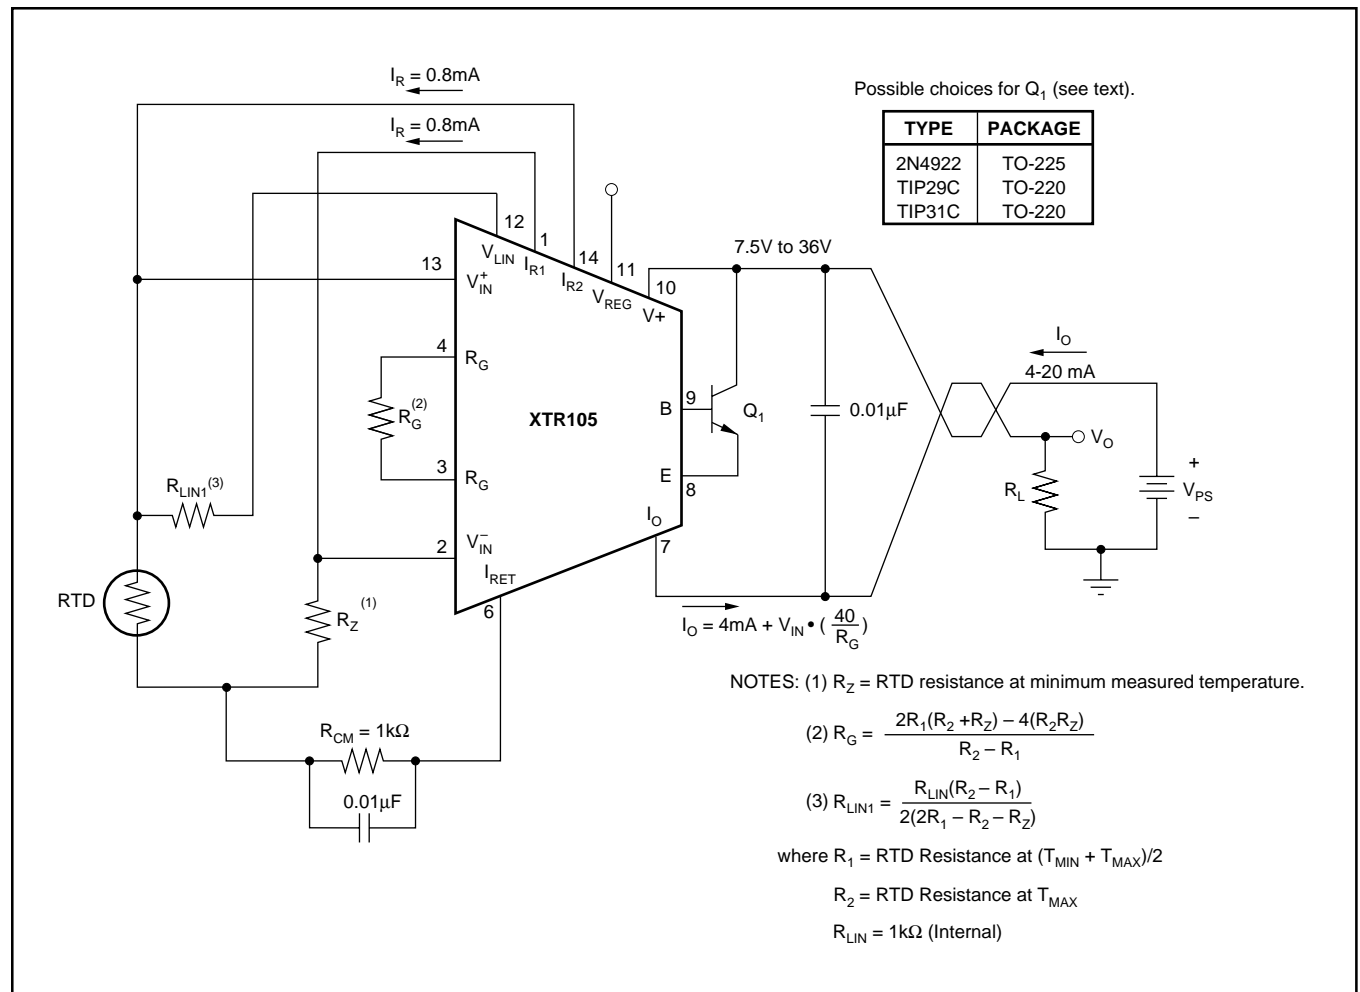 I_R = 0.8mA
I_R = 0.8mA
Possible choices for Q_1 (see text).
TYPE PACKAGE
2N4922 TO-225
TIP29C TO-220
TIP31C TO-220
12
1
14
11
10
13
V_LIN
I_R1
I_R2
V_REG
V+
V_IN^+
7.5V to 36V
4
R_G
R_G^(2)
XTR105
B
9
Q_1
0.01µF
I_O
4-20 mA
V_O
3
R_G
E
8
R_LIN1^(3)
R_L
+
V_PS
–
I_O
7
2
V_IN^–
I_RET
6
RTD
R_Z^(1)
I_O = 4mA + V_IN • (40/R_G)
R_CM = 1kΩ
0.01µF
NOTES: (1) R_Z = RTD resistance at minimum measured temperature.
(2) R_G = 2R_1(R_2 +R_Z) – 4(R_2R_Z) / R_2 – R_1
(3) R_LIN1 = R_LIN(R_2 – R_1) / 2(2R_1 – R_2 – R_Z)
where R_1 = RTD Resistance at (T_MIN + T_MAX)/2
R_2 = RTD Resistance at T_MAX
R_LIN = 1kΩ (Internal)